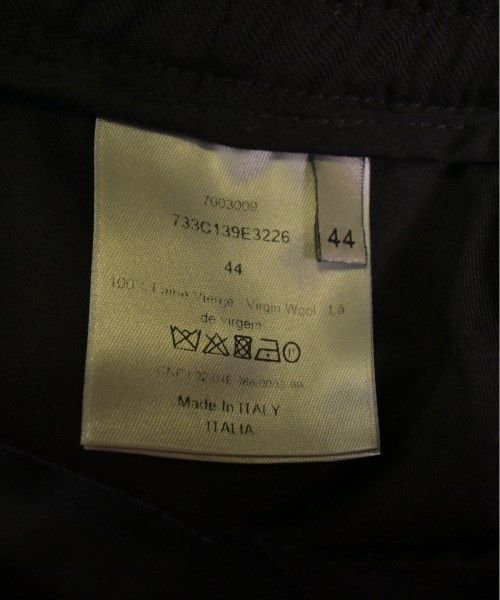 7003009
733C139E3226
44
44
100% Laine Vierge Virgin Wool Lã
de virgem
Made In ITALY
ITALIA